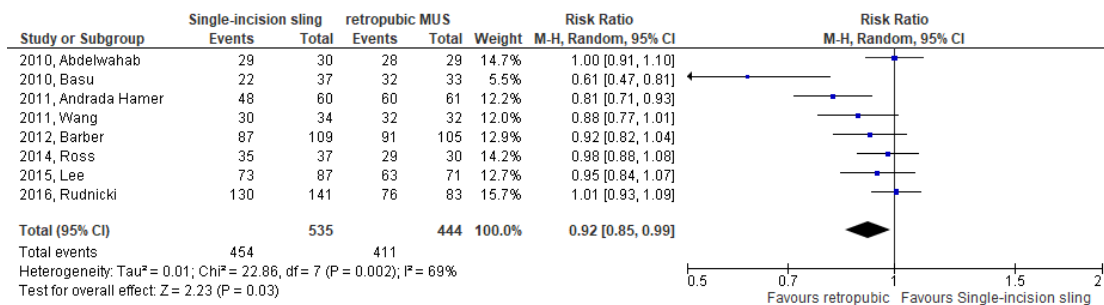 Single-incision sling retropubic MUS Risk Ratio Risk Ratio
Study or Subgroup Events Total Events Total Weight M-H, Random, 95% CI M-H, Random, 95% CI
2010, Abdelwahab 29 30 28 29 14.7% 1.00 [0.91, 1.10]
2010, Basu 22 37 32 33 5.5% 0.61 [0.47, 0.81]
2011, Andrada Hamer 48 60 60 61 12.2% 0.81 [0.71, 0.93]
2011, Wang 30 34 32 32 12.0% 0.88 [0.77, 1.01]
2012, Barber 87 109 91 105 12.9% 0.92 [0.82, 1.04]
2014, Ross 35 37 29 30 14.2% 0.98 [0.88, 1.08]
2015, Lee 73 87 63 71 12.7% 0.95 [0.84, 1.07]
2016, Rudnicki 130 141 76 83 15.7% 1.01 [0.93, 1.09]
Total (95% CI) 535 444 100.0% 0.92 [0.85, 0.99]
Total events 454 411
Heterogeneity: Tau² = 0.01; Chi² = 22.86, df = 7 (P = 0.002); I² = 69%
Test for overall effect: Z = 2.23 (P = 0.03)
0.5 0.7 1 1.5 2
Favours retropubic Favours Single-incision sling